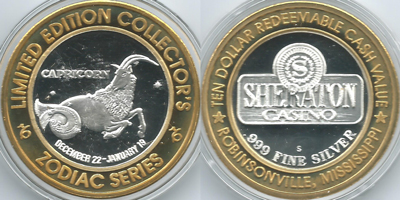 LIMITED EDITION COLLECTOR'S
CAPRICORN
DECEMBER 22-JANUARY 19
ZODIAC SERIES
TEN DOLLAR REDEEMABLE CASH VALUE
S
SHERATON
CASINO
S
.999 FINE SILVER
ROBINSONVILLE, MISSISSIPPI